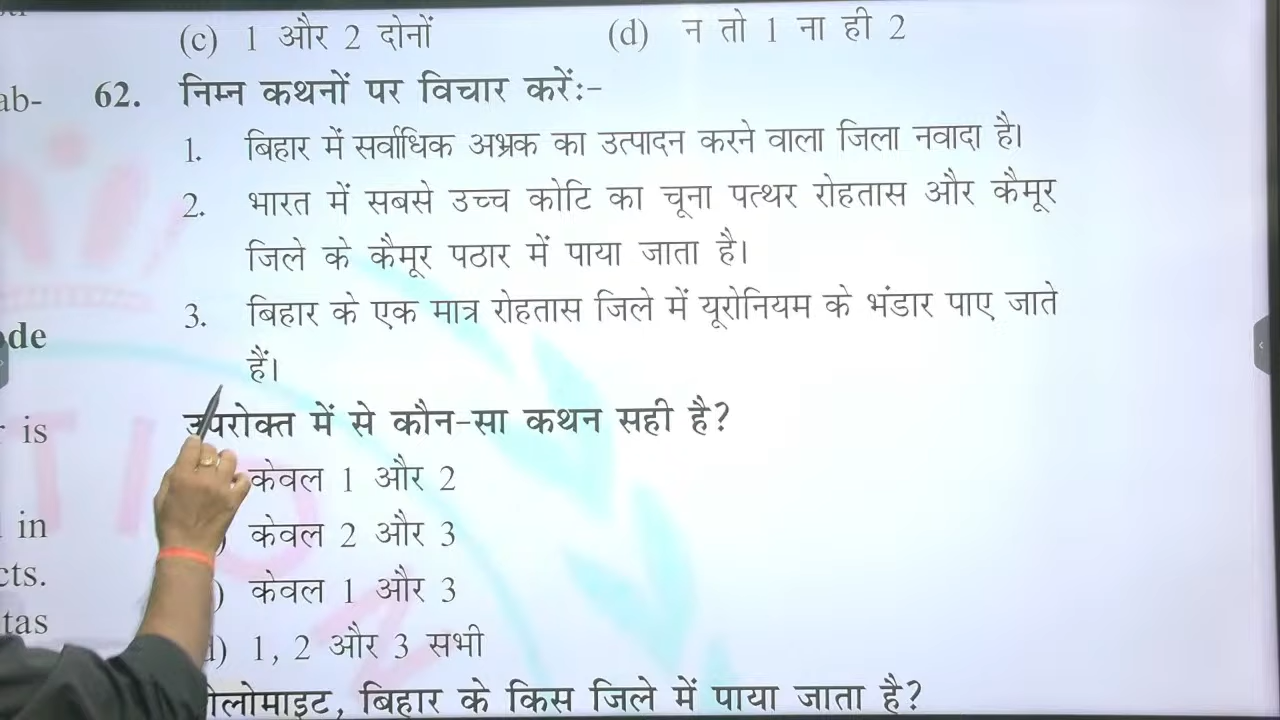 (c) 1 और 2 दोनों (d) न तो 1 ना ही 2
ab- 62. निम्न कथनों पर विचार करें:-
1. बिहार में सर्वाधिक अभ्रक का उत्पादन करने वाला जिला नवादा है।
2. भारत में सबसे उच्च कोटि का चूना पत्थर रोहतास और कैमूर
जिले के कैमूर पठार में पाया जाता है।
3. बिहार के एक मात्र रोहतास जिले में यूरोनियम के भंडार पाए जाते
de
हैं।
उपरोक्त में से कौन-सा कथन सही है?
is
केवल 1 और 2
in
केवल 2 और 3
cts.
) केवल 1 और 3
tas
) 1, 2 और 3 सभी
लोमाइट, बिहार के किस जिले में पाया जाता है?